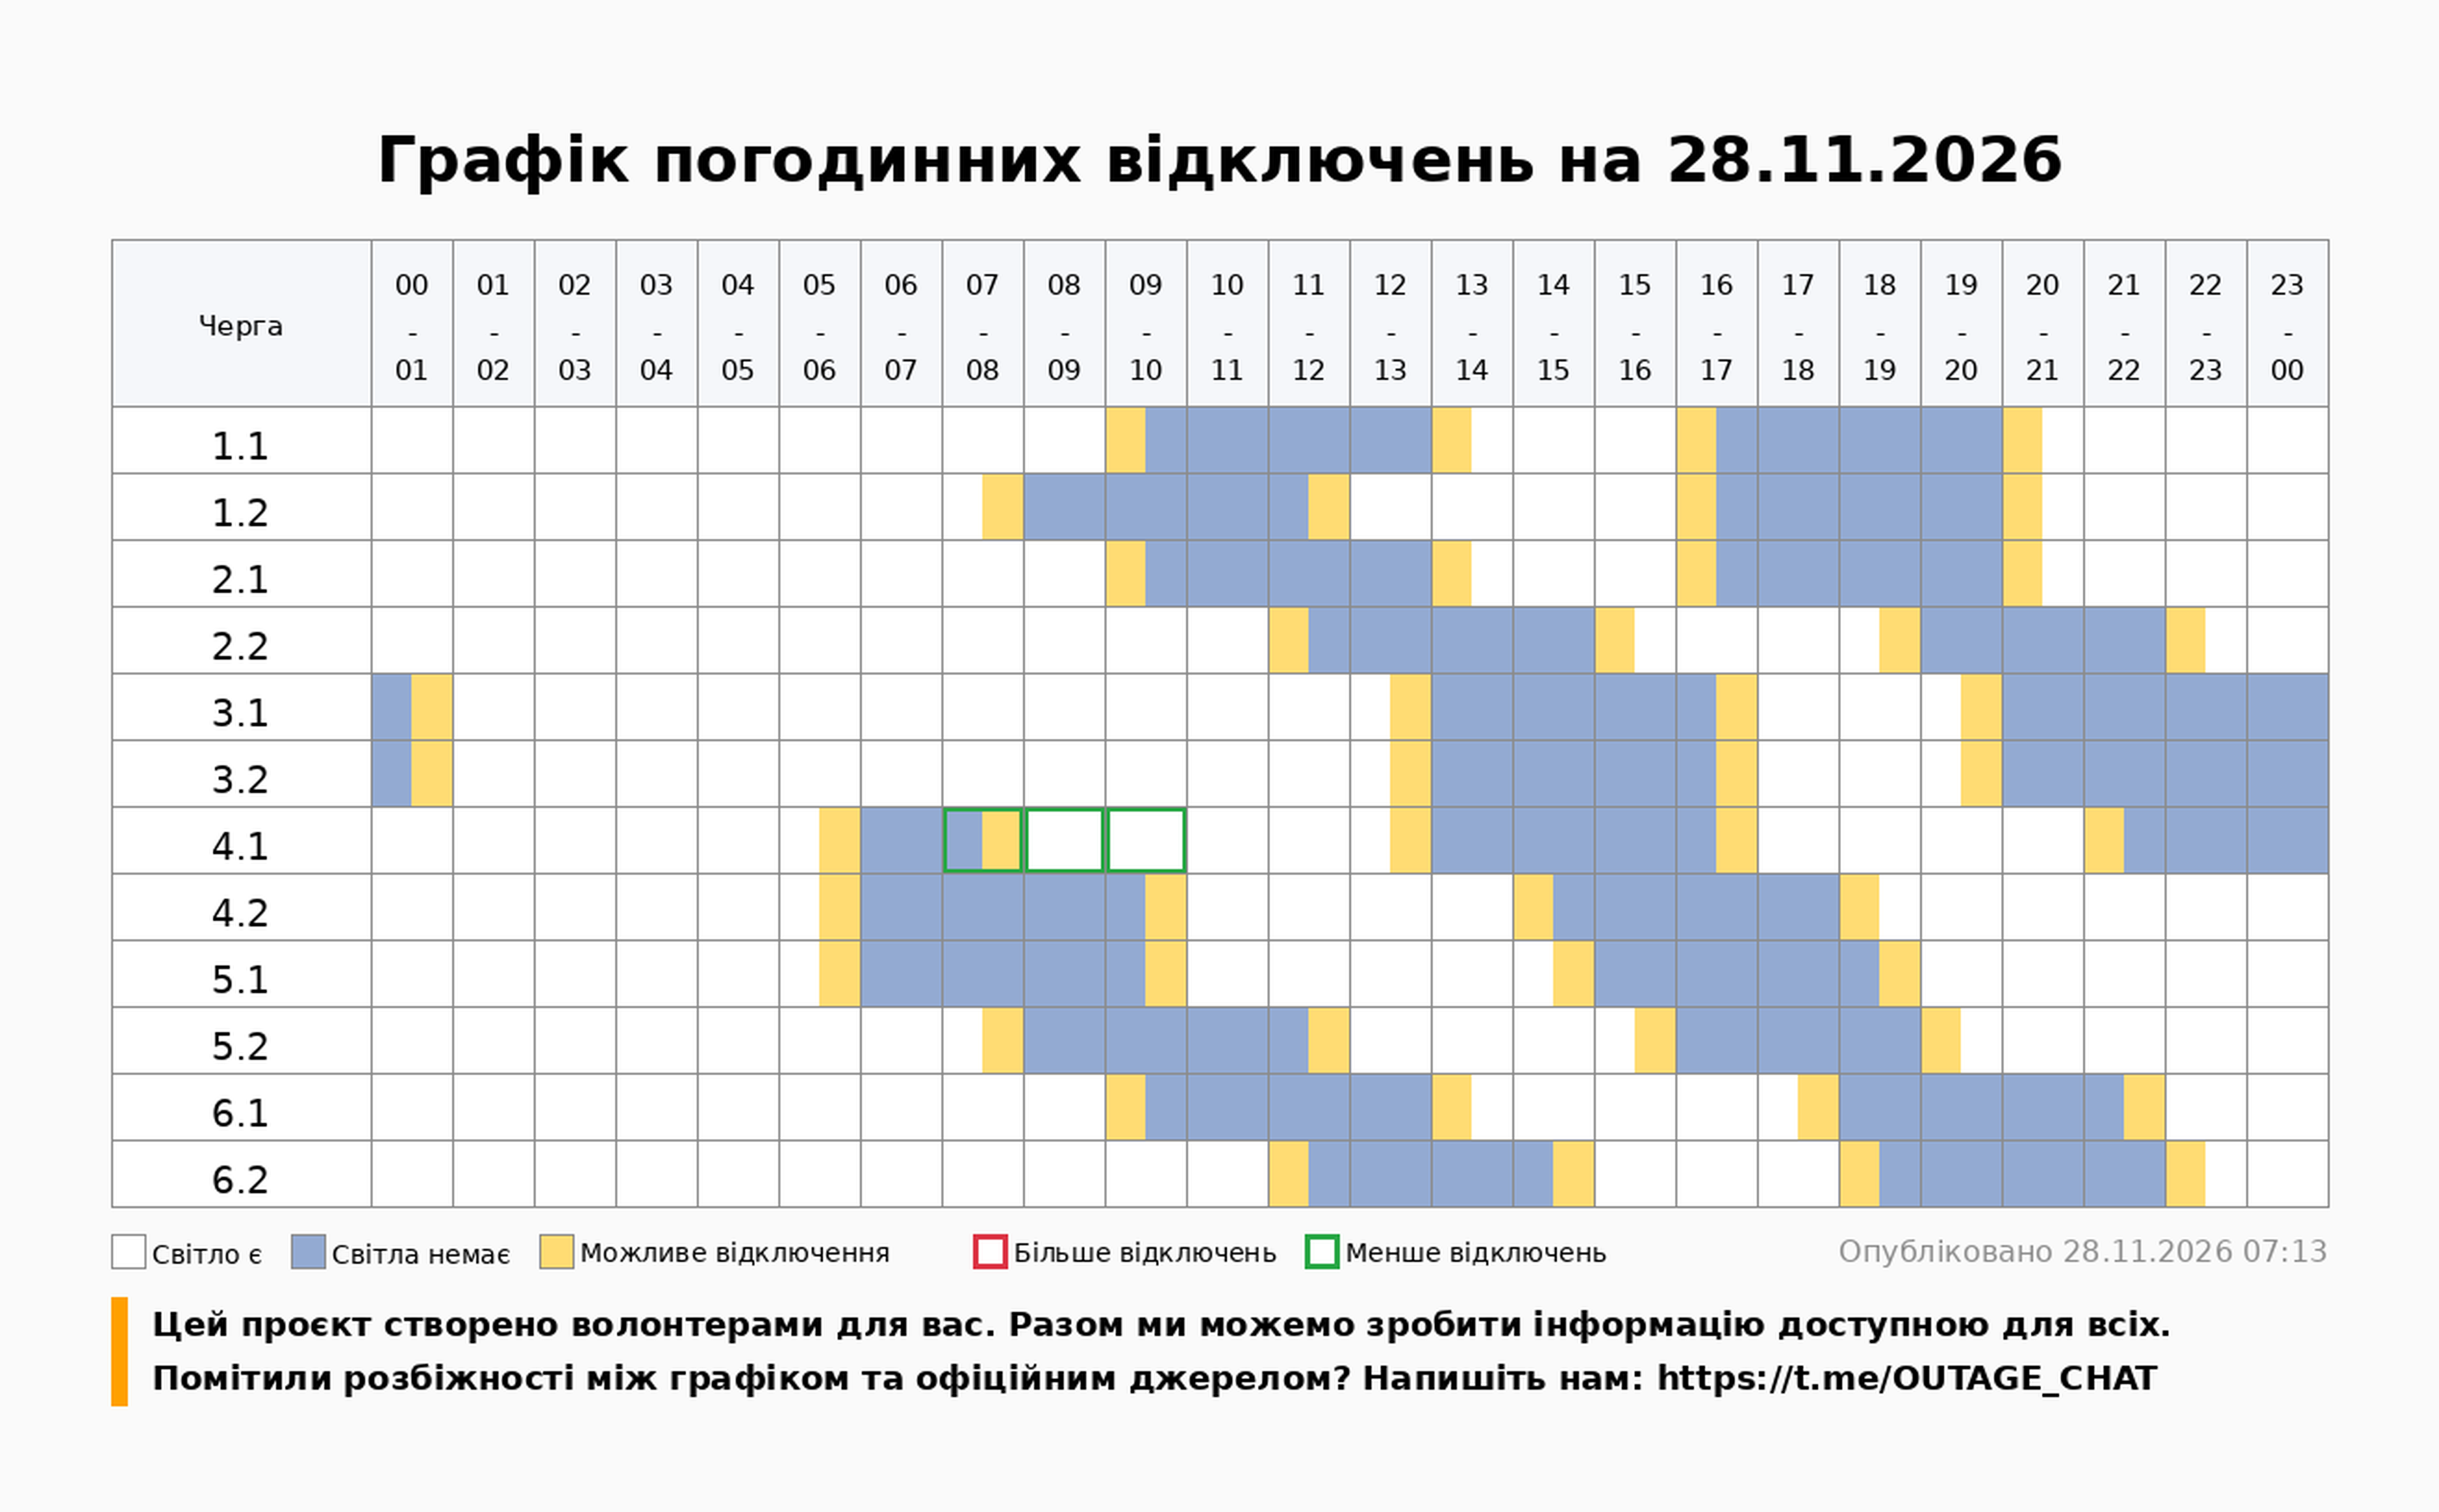 Графік погодинних відключень на 28.11.2026
Черга
00 - 01
01 - 02
02 - 03
03 - 04
04 - 05
05 - 06
06 - 07
07 - 08
08 - 09
09 - 10
10 - 11
11 - 12
12 - 13
13 - 14
14 - 15
15 - 16
16 - 17
17 - 18
18 - 19
19 - 20
20 - 21
21 - 22
22 - 23
23 - 00
1.1
1.2
2.1
2.2
3.1
3.2
4.1
4.2
5.1
5.2
6.1
6.2
Світло є Світла немає Можливе відключення Більше відключень Менше відключень Опубліковано 28.11.2026 07:13
Цей проєкт створено волонтерами для вас. Разом ми можемо зробити інформацію доступною для всіх.
Помітили розбіжності між графіком та офіційним джерелом? Напишіть нам: https://t.me/OUTAGE_CHAT